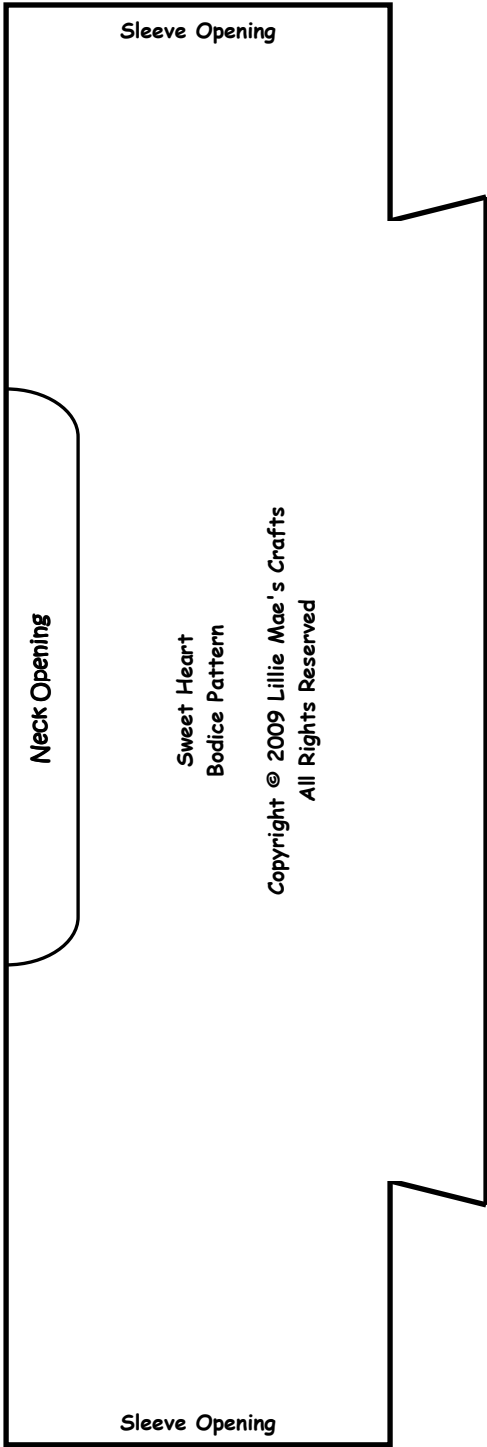 Sleeve Opening
Neck Opening
Sweet Heart
Bodice Pattern
Copyright © 2009 Lillie Mae's Crafts
All Rights Reserved
Sleeve Opening